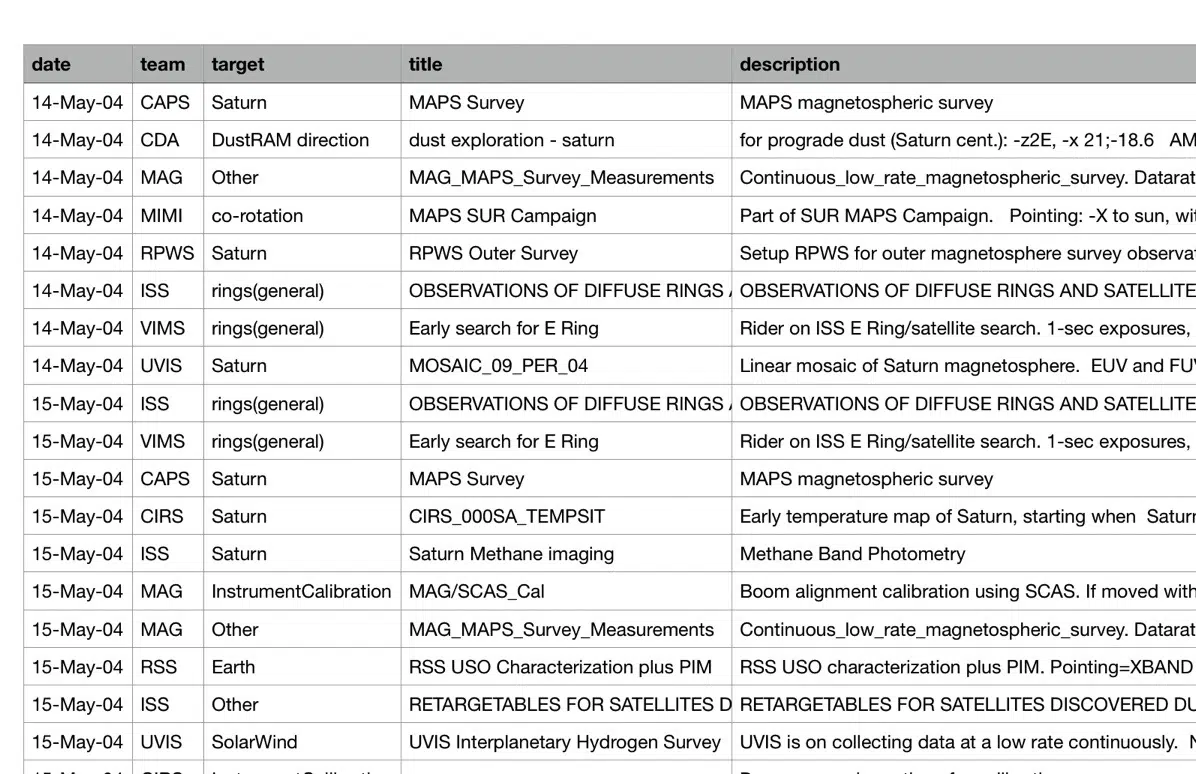 date team target title description
14-May-04 CAPS Saturn MAPS Survey MAPS magnetospheric survey
14-May-04 CDA DustRAM direction dust exploration - saturn for prograde dust (Saturn cent.): -z2E, -x 21;-18.6 AM
14-May-04 MAG Other MAG_MAPS_Survey_Measurements Continuous_low_rate_magnetospheric_survey. Datarat
14-May-04 MIMI co-rotation MAPS SUR Campaign Part of SUR MAPS Campaign. Pointing: -X to sun, wi
14-May-04 RPWS Saturn RPWS Outer Survey Setup RPWS for outer magnetosphere survey observa
14-May-04 ISS rings(general) OBSERVATIONS OF DIFFUSE RINGS OBSERVATIONS OF DIFFUSE RINGS AND SATELLITE
14-May-04 VIMS rings(general) Early search for E Ring Rider on ISS E Ring/satellite search. 1-sec exposures,
14-May-04 UVIS Saturn MOSAIC_09_PER_04 Linear mosaic of Saturn magnetosphere. EUV and FUV
15-May-04 ISS rings(general) OBSERVATIONS OF DIFFUSE RINGS OBSERVATIONS OF DIFFUSE RINGS AND SATELLITE
15-May-04 VIMS rings(general) Early search for E Ring Rider on ISS E Ring/satellite search. 1-sec exposures,
15-May-04 CAPS Saturn MAPS Survey MAPS magnetospheric survey
15-May-04 CIRS Saturn CIRS_000SA_TEMPSIT Early temperature map of Saturn, starting when Saturn
15-May-04 ISS Saturn Saturn Methane imaging Methane Band Photometry
15-May-04 MAG InstrumentCalibration MAG/SCAS_Cal Boom alignment calibration using SCAS. If moved with
15-May-04 MAG Other MAG_MAPS_Survey_Measurements Continuous_low_rate_magnetospheric_survey. Datarat
15-May-04 RSS Earth RSS USO Characterization plus PIM RSS USO characterization plus PIM. Pointing=XBAND
15-May-04 ISS Other RETARGETABLES FOR SATELLITES D RETARGETABLES FOR SATELLITES DISCOVERED DU
15-May-04 UVIS SolarWind UVIS Interplanetary Hydrogen Survey UVIS is on collecting data at a low rate continuously. N